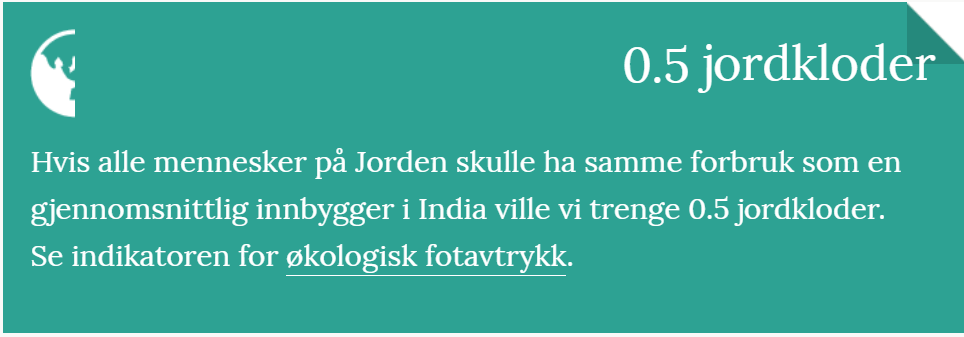 0.5 jordkloder
Hvis alle mennesker på Jorden skulle ha samme forbruk som en
gjennomsnittlig innbygger i India ville vi trenge 0.5 jordkloder.
Se indikatoren for økologisk fotavtrykk.